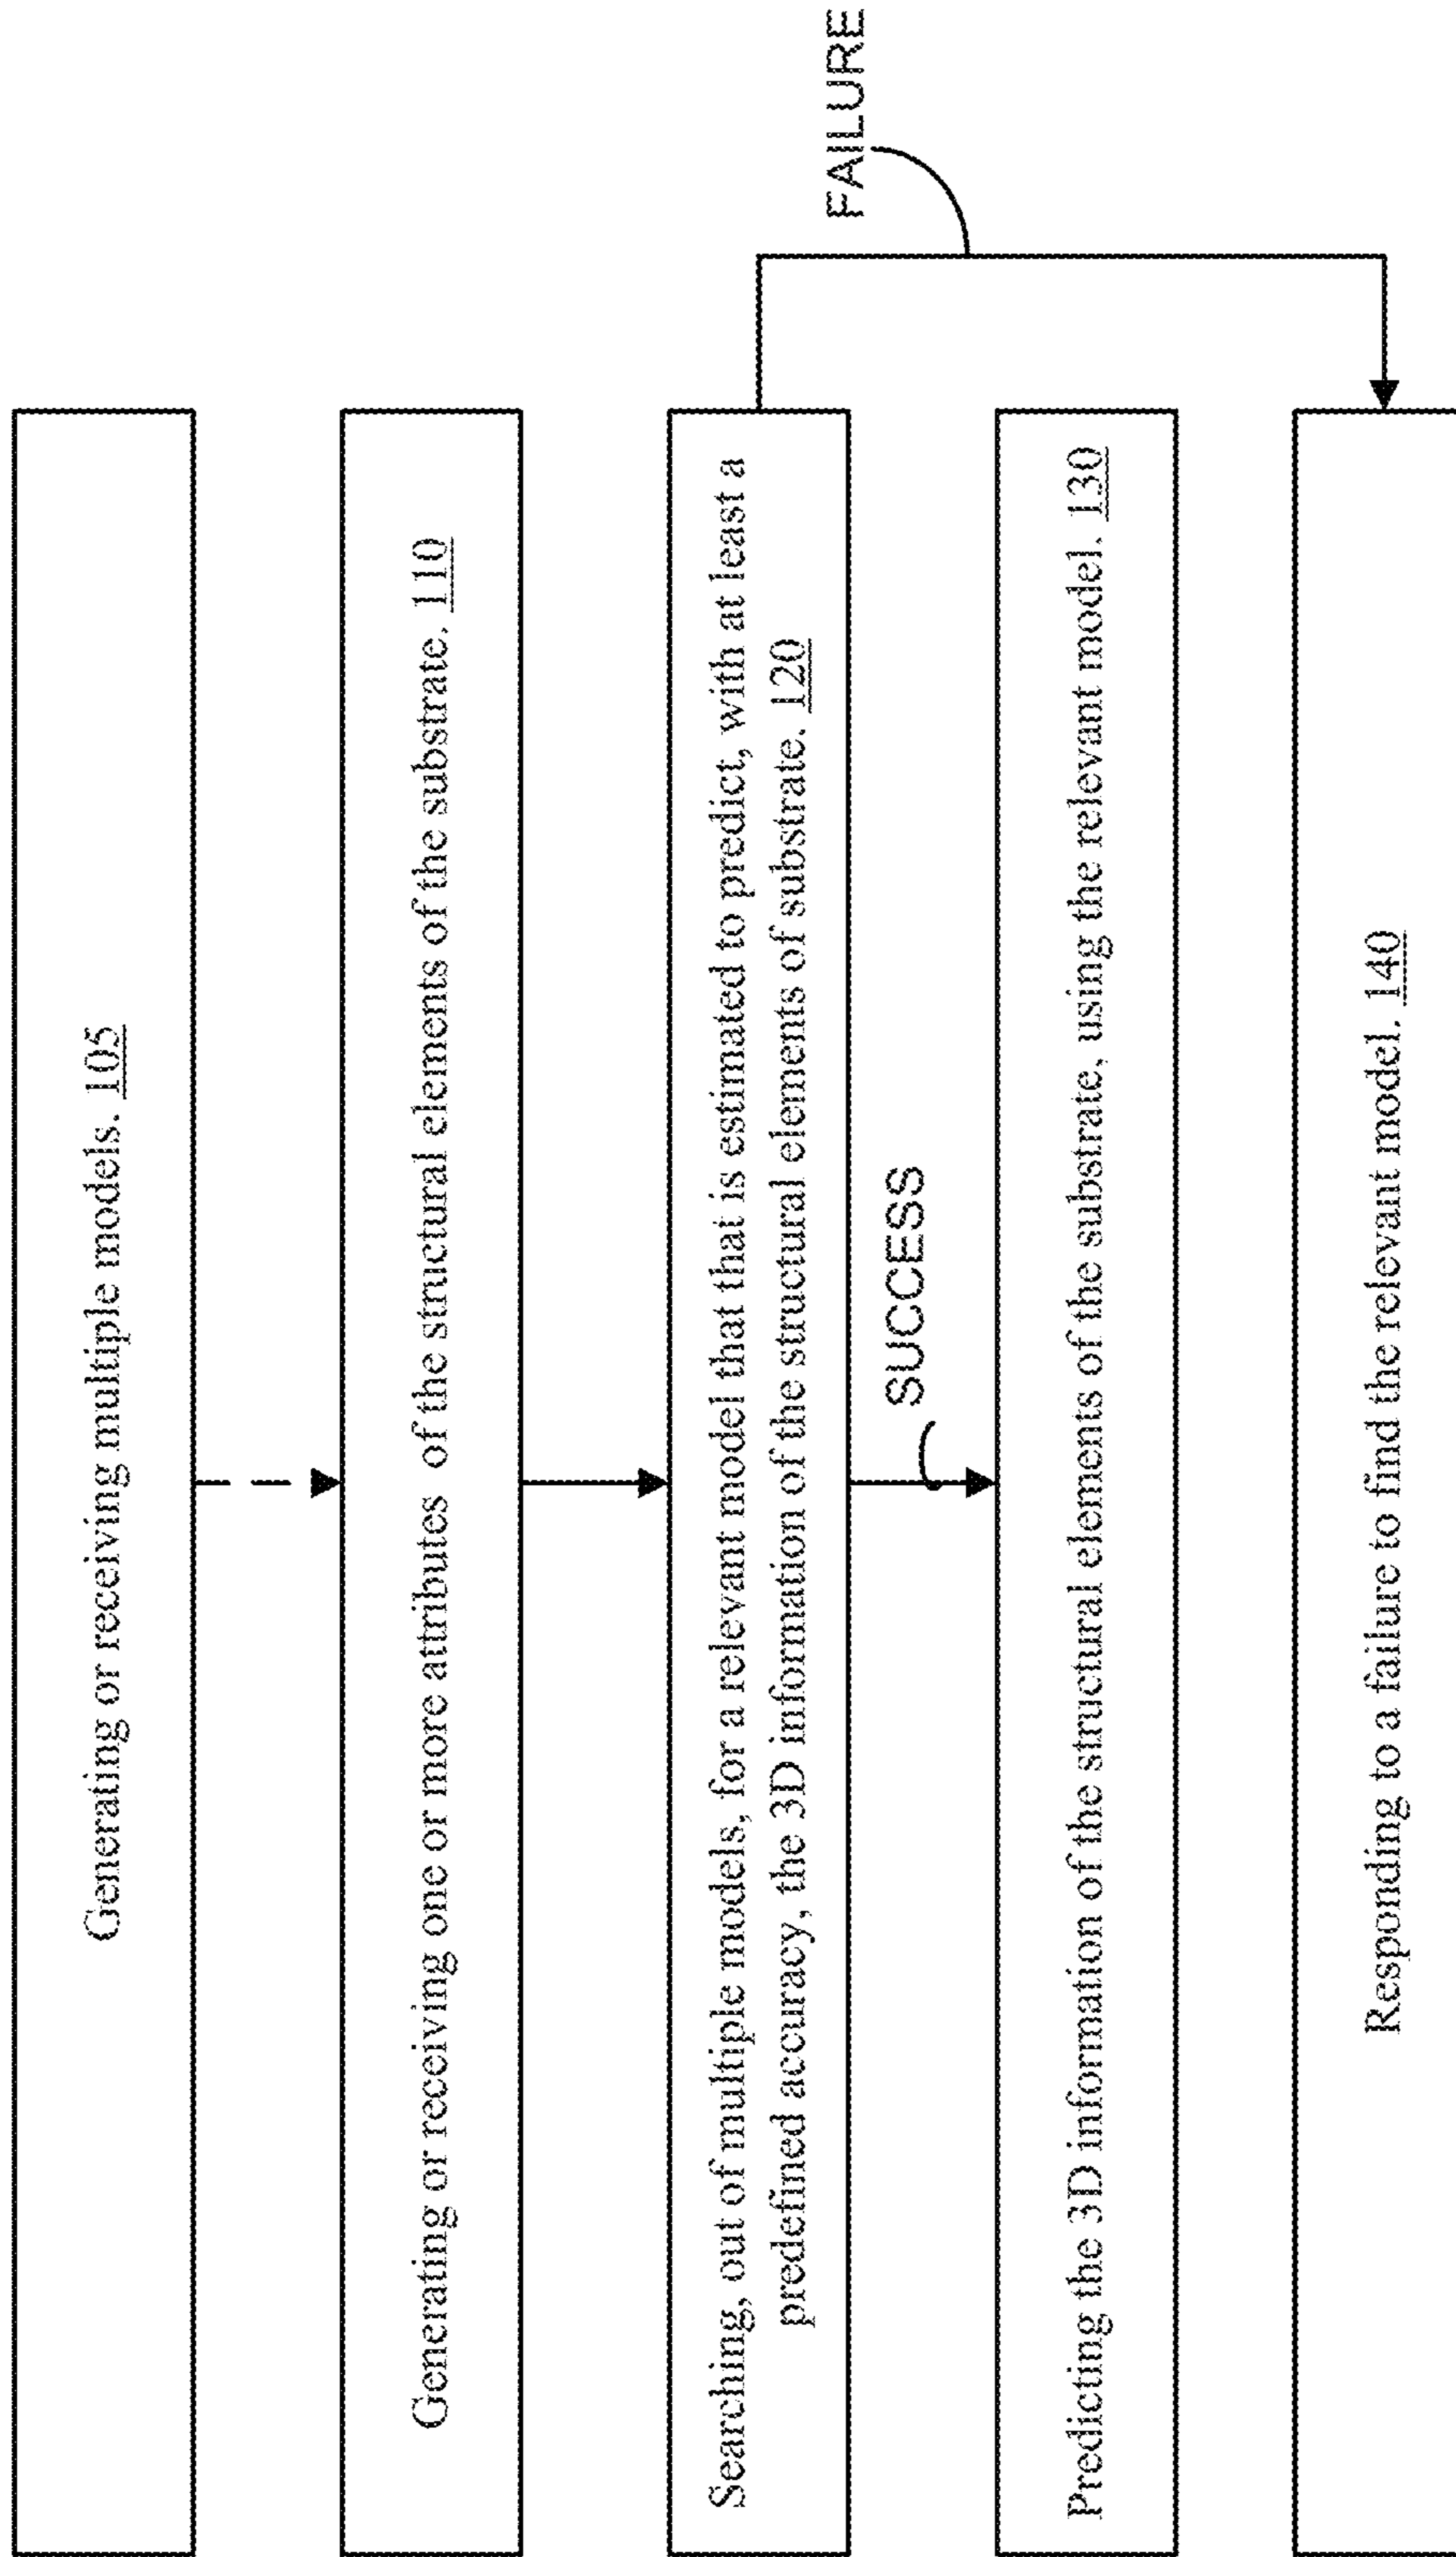 Generating or receiving multiple models. 105
Generating or receiving one or more attributes of the structural elements of the substrate. 110
Searching, out of multiple models, for a relevant model that that is estimated to predict, with at least a
predefined accuracy, the 3D information of the structural elements of substrate. 120
FAILURE
SUCCESS
Predicting the 3D information of the structural elements of the substrate, using the relevant model. 130
Responding to a failure to find the relevant model. 140